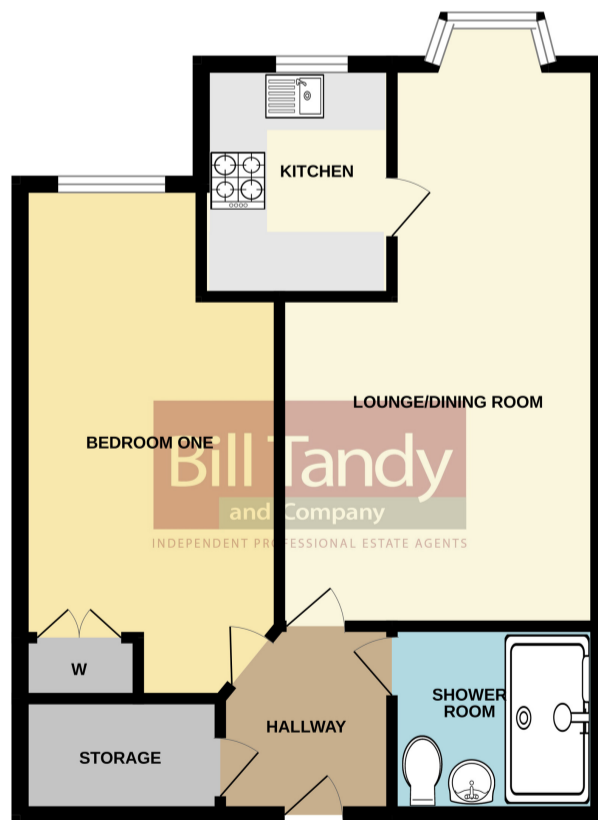 KITCHEN
LOUNGE/DINING ROOM
BEDROOM ONE
Bill Tandy
and Company
INDEPENDENT PROFESSIONAL ESTATE AGENTS
W
SHOWER
ROOM
HALLWAY
STORAGE